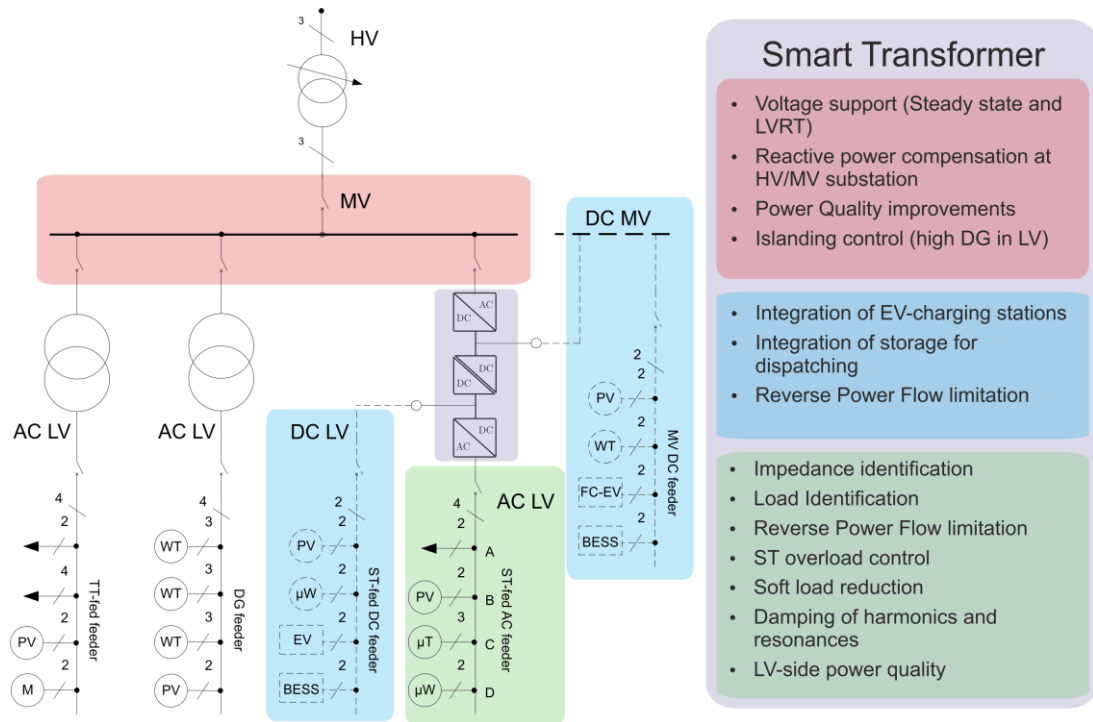 3
HV
3
MV
DC MV
AC
DC
DC
DC
DC
AC
AC LV
AC LV
DC LV
AC LV
4
2
4
2
2
PV
M
TT-fed feeder
4
3
3
3
2
WT
WT
WT
PV
DG feeder
2
2
2
2
2
PV
µW
EV
BESS
ST-fed DC feeder
4
2
2
3
2
A
PV
B
µT
C
µW
D
ST-fed AC feeder
2
2
2
2
2
PV
WT
FC-EV
BESS
MV DC feeder
Smart Transformer
• Voltage support (Steady state and
LVRT)
• Reactive power compensation at
HV/MV substation
• Power Quality improvements
• Islanding control (high DG in LV)
• Integration of EV-charging stations
• Integration of storage for
dispatching
• Reverse Power Flow limitation
• Impedance identification
• Load Identification
• Reverse Power Flow limitation
• ST overload control
• Soft load reduction
• Damping of harmonics and
resonances
• LV-side power quality